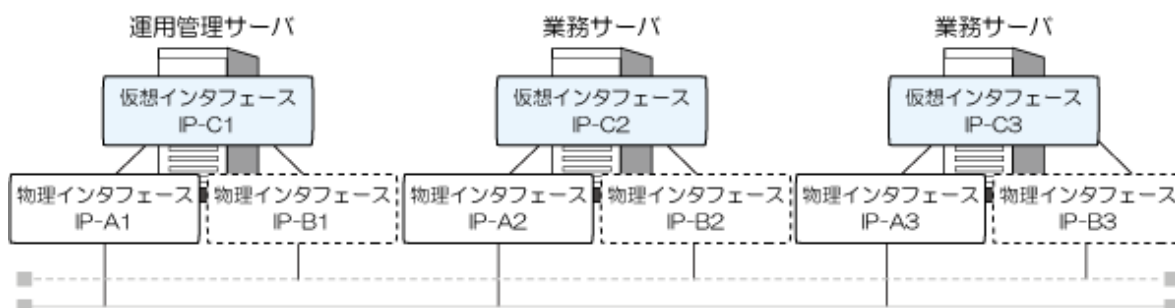 運用管理サーバ
業務サーバ
業務サーバ
仮想インタフェース
IP-C1
仮想インタフェース
IP-C2
仮想インタフェース
IP-C3
物理インタフェース
IP-A1
物理インタフェース
IP-B1
物理インタフェース
IP-A2
物理インタフェース
IP-B2
物理インタフェース
IP-A3
物理インタフェース
IP-B3